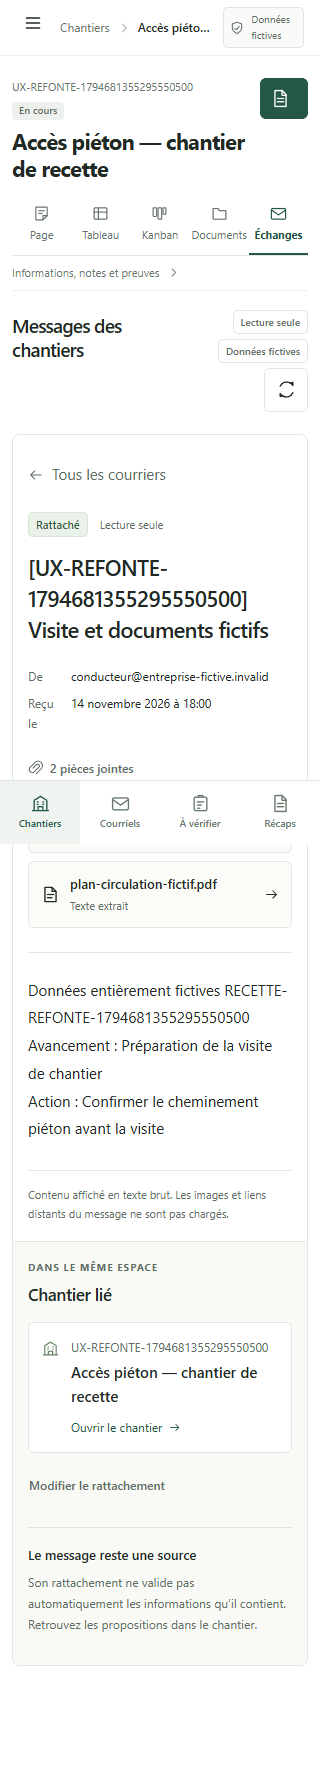 Chantiers
Accès piéto...
Données
fictives
UX-REFONTE-1794681355295550500
En cours
Accès piéton — chantier
de recette
Page
Tableau
Kanban
Documents
Échanges
Informations, notes et preuves
Messages des
chantiers
Lecture seule
Données fictives
Tous les courriers
Rattaché
Lecture seule
[UX-REFONTE-
1794681355295550500]
Visite et documents fictifs
De
conducteur@entreprise-fictive.invalid
Reçu
le
14 novembre 2026 à 18:00
2 pièces jointes
Chantiers
Courriels
À vérifier
Récaps
plan-circulation-fictif.pdf
Texte extrait
Données entièrement fictives RECETTE-
REFONTE-1794681355295550500
Avancement : Préparation de la visite
de chantier
Action : Confirmer le cheminement
piéton avant la visite
Contenu affiché en texte brut. Les images et liens
distants du message ne sont pas chargés.
DANS LE MÊME ESPACE
Chantier lié
UX-REFONTE-1794681355295550500
Accès piéton — chantier de
recette
Ouvrir le chantier
Modifier le rattachement
Le message reste une source
Son rattachement ne valide pas
automatiquement les informations qu'il contient.
Retrouvez les propositions dans le chantier.